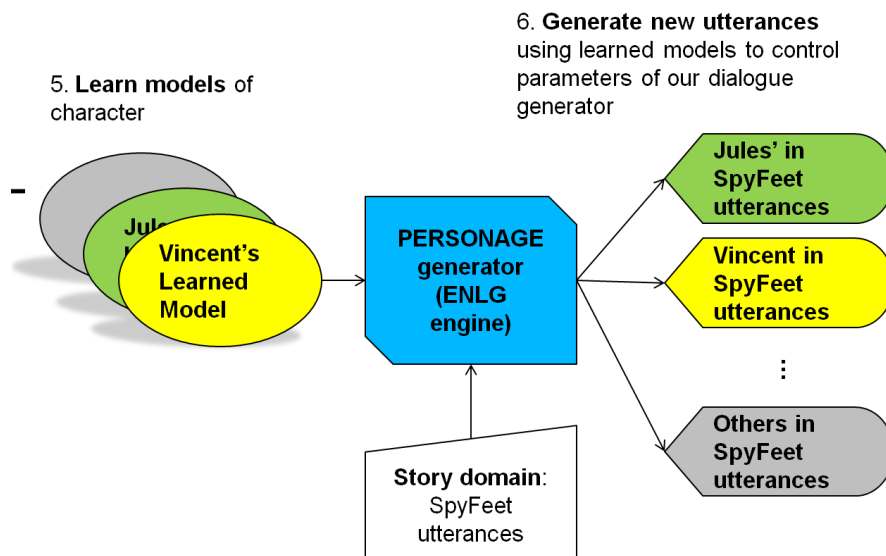 5. Learn models of
character
6. Generate new utterances
using learned models to control
parameters of our dialogue
generator
Jules
Vincent's
Learned
Model
PERSONAGE
generator
(ENLG
engine)
Story domain:
SpyFeet
utterances
Jules' in
SpyFeet
utterances
Vincent in
SpyFeet
utterances
...
Others in
SpyFeet
utterances